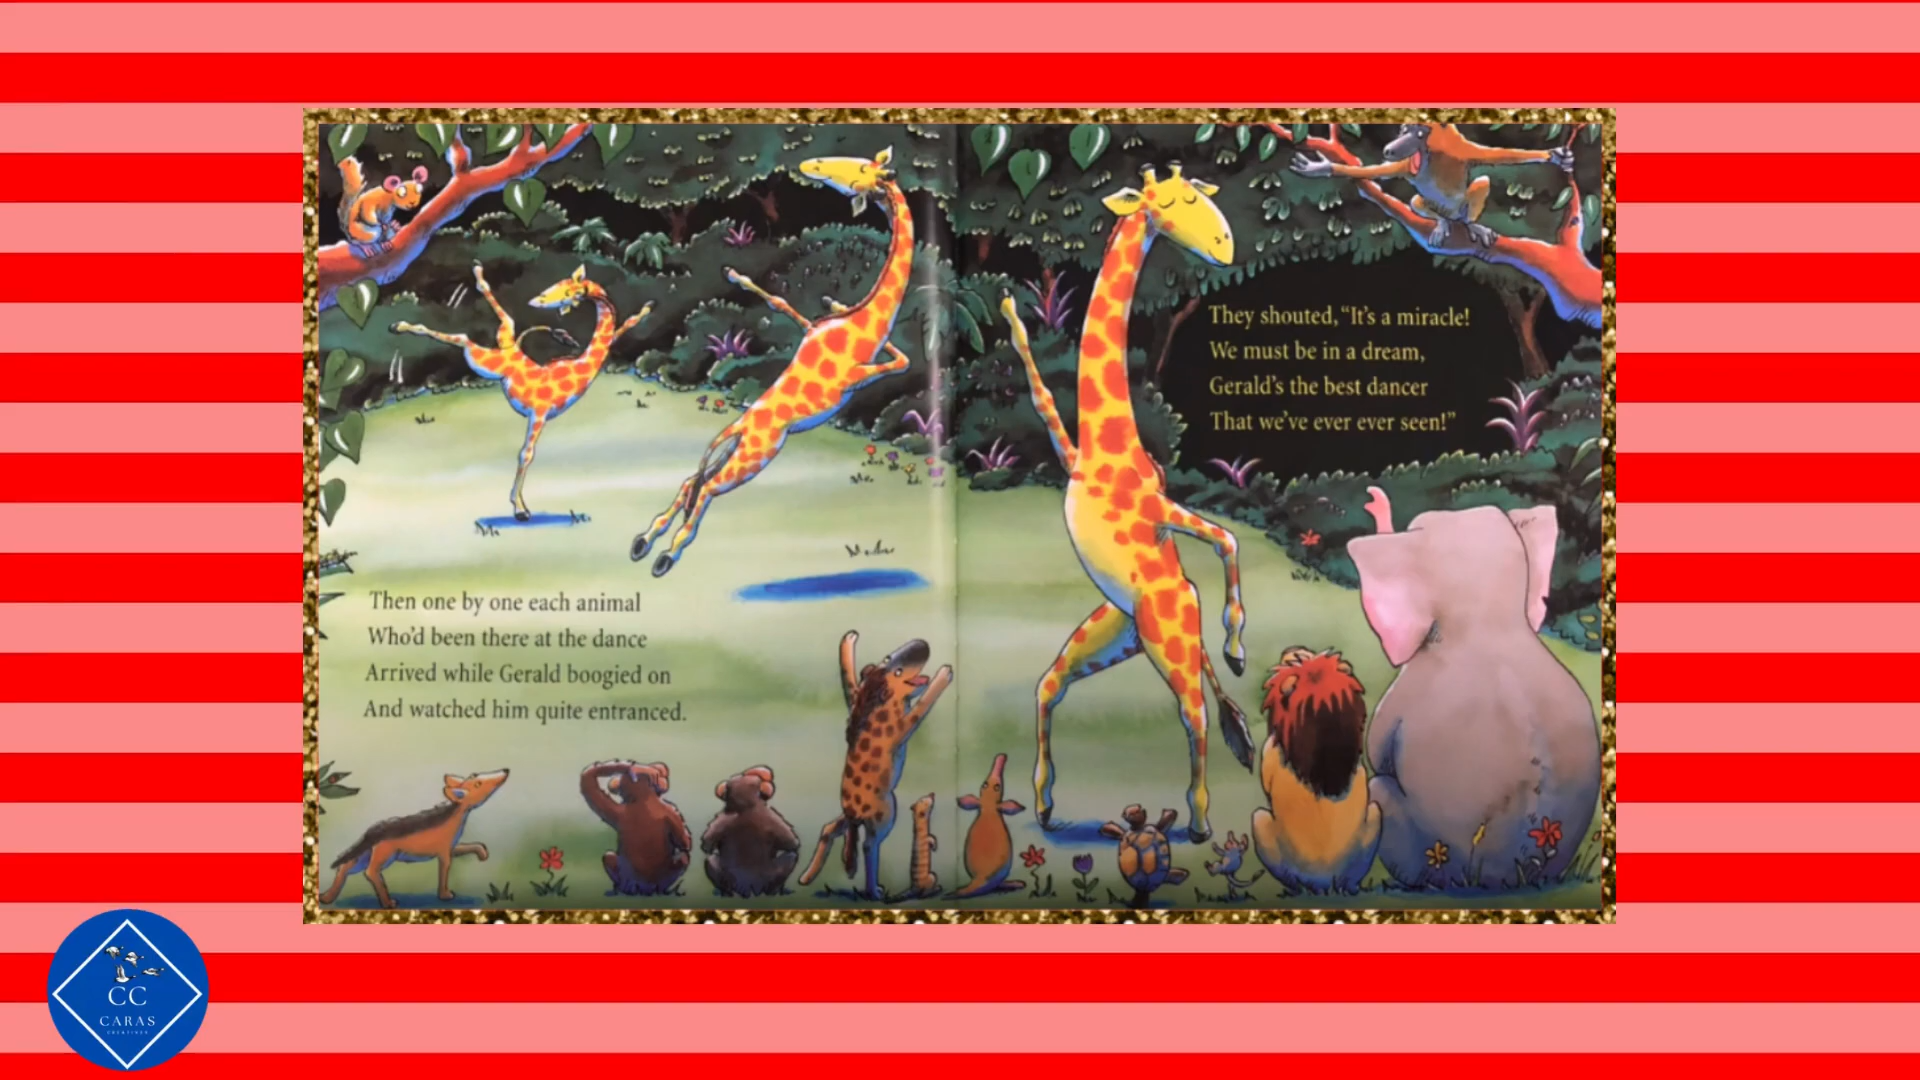 Then one by one each animal
Who'd been there at the dance
Arrived while Gerald boogied on
And watched him quite entranced.
They shouted, “It's a miracle!
We must be in a dream,
Gerald's the best dancer
That we've ever ever seen!”
CC
CARAS